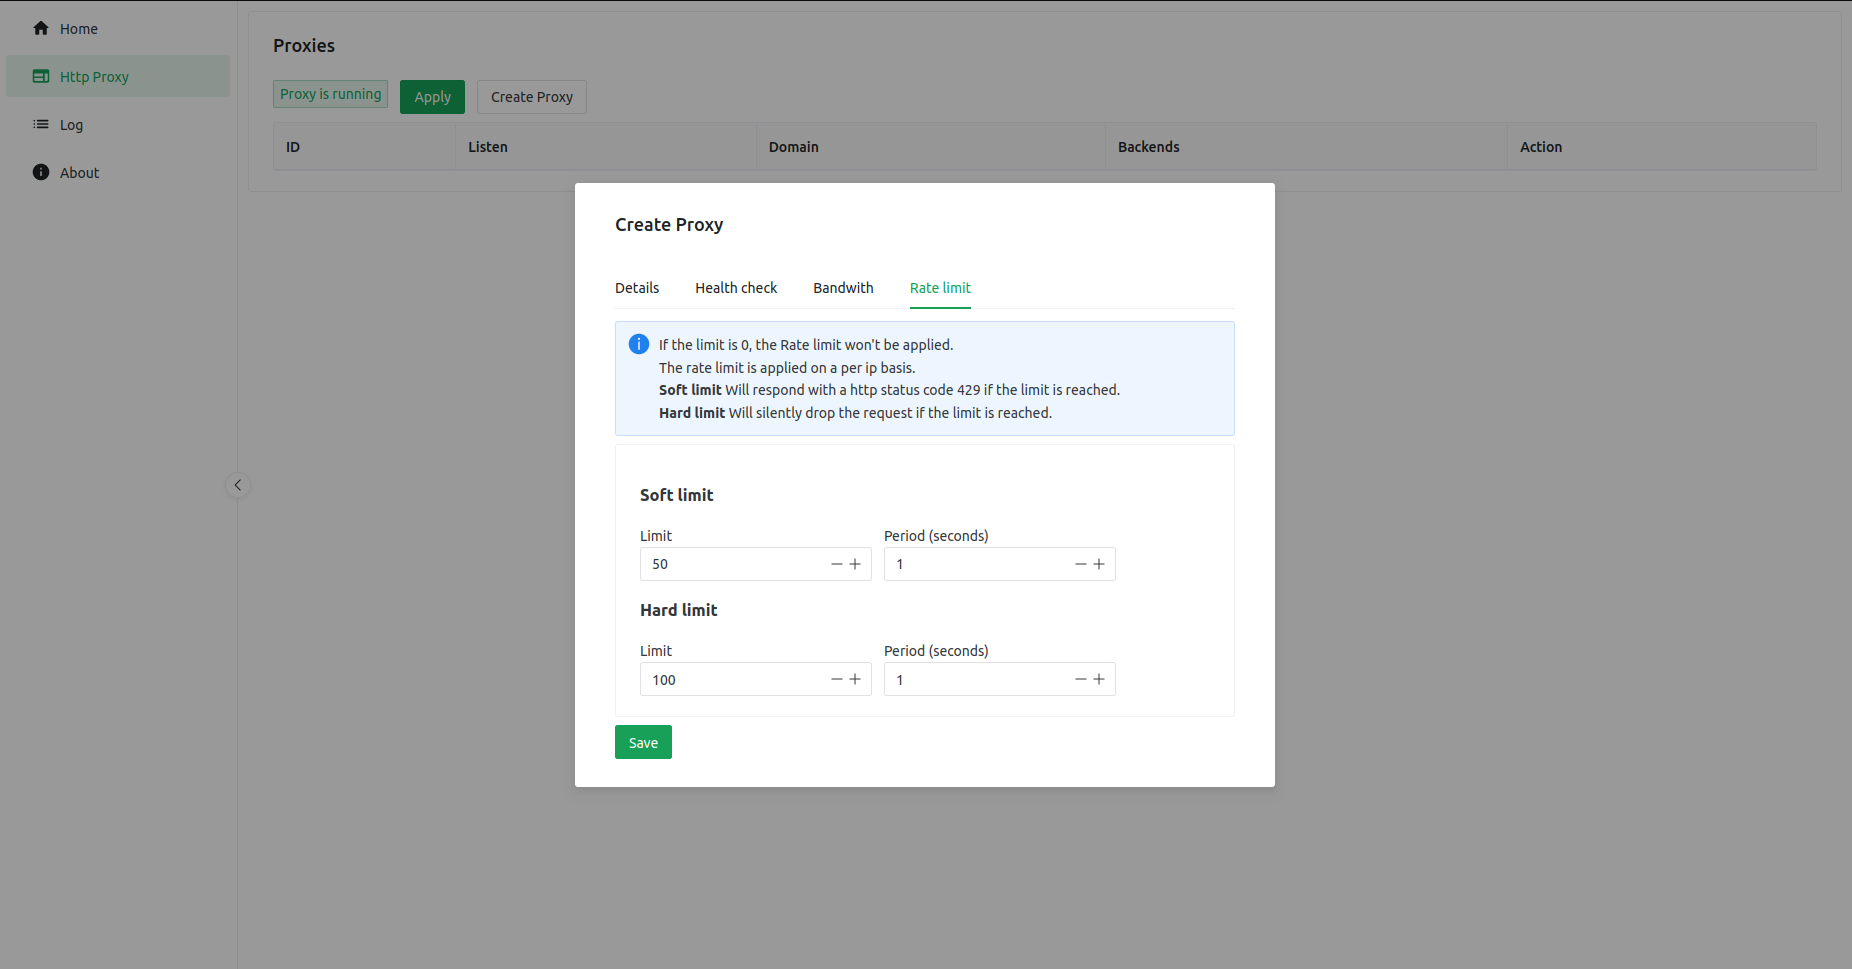 Home
Http Proxy
Log
About
Proxies
Proxy is running
Apply
Create Proxy
ID
Listen
Domain
Backends
Action
Create Proxy
Details
Health check
Bandwith
Rate limit
If the limit is 0, the Rate limit won't be applied.
The rate limit is applied on a per ip basis.
Soft limit Will respond with a http status code 429 if the limit is reached.
Hard limit Will silently drop the request if the limit is reached.
Soft limit
Limit
Period (seconds)
50
1
Hard limit
Limit
Period (seconds)
100
1
Save